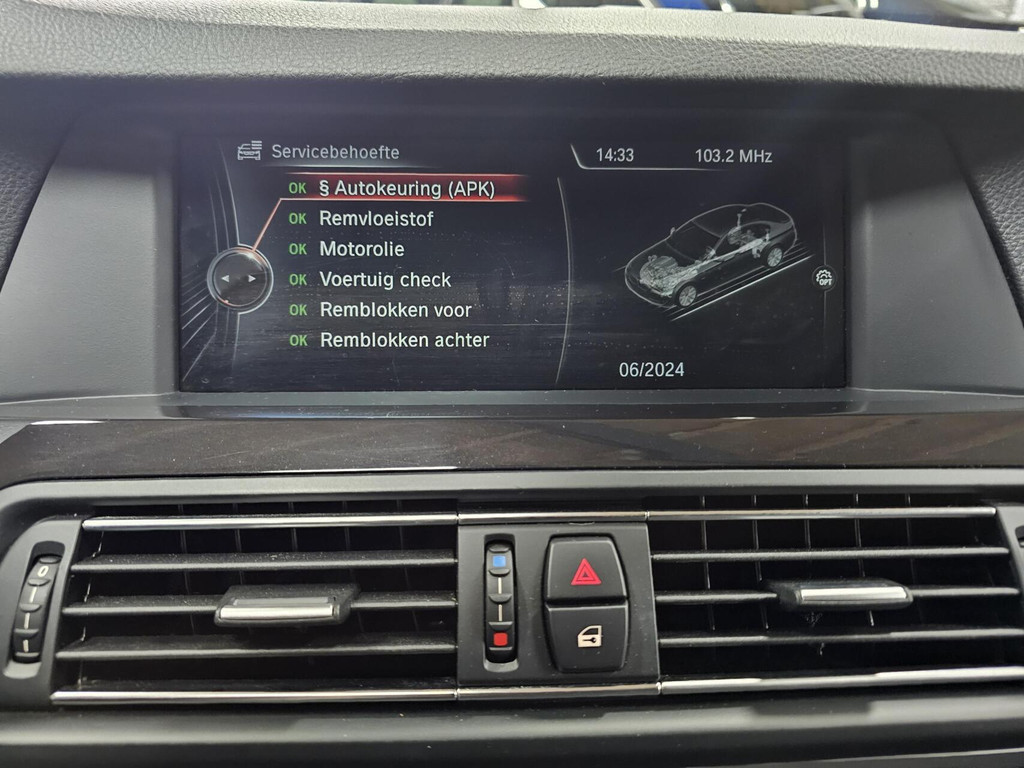 Servicebehoefte
14:33 103.2 MHz
OK § Autokeuring (APK)
OK Remvloeistof
OK Motorolie
OK Voertuig check
OK Remblokken voor
OK Remblokken achter
OPT
06/2024
0